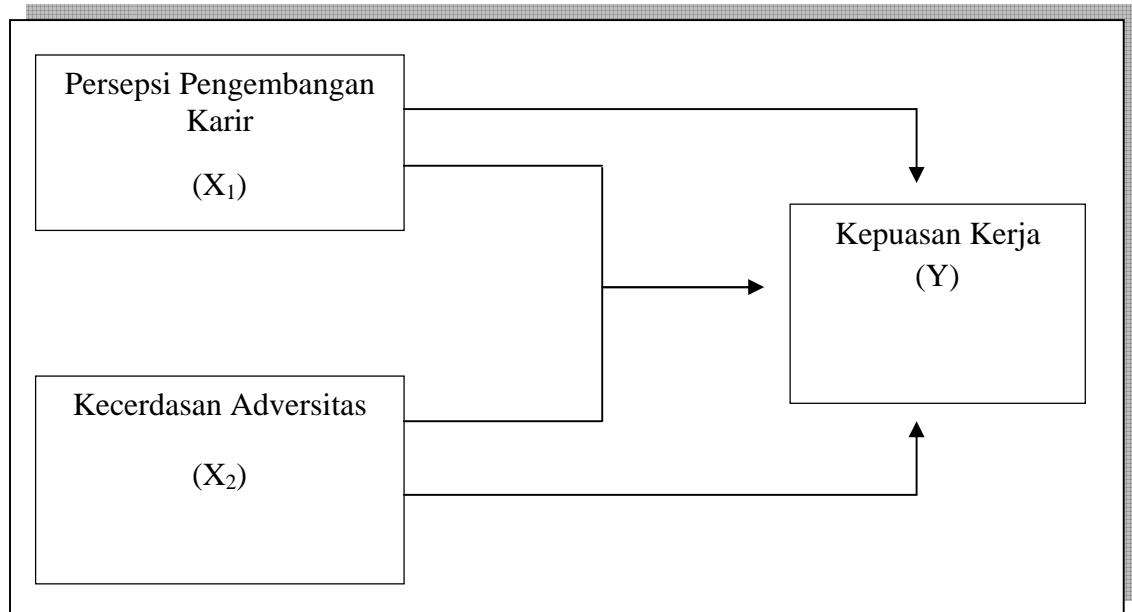 Persepsi Pengembangan
Karir
(X₁)
Kepuasan Kerja
(Y)
Kecerdasan Adversitas
(X₂)